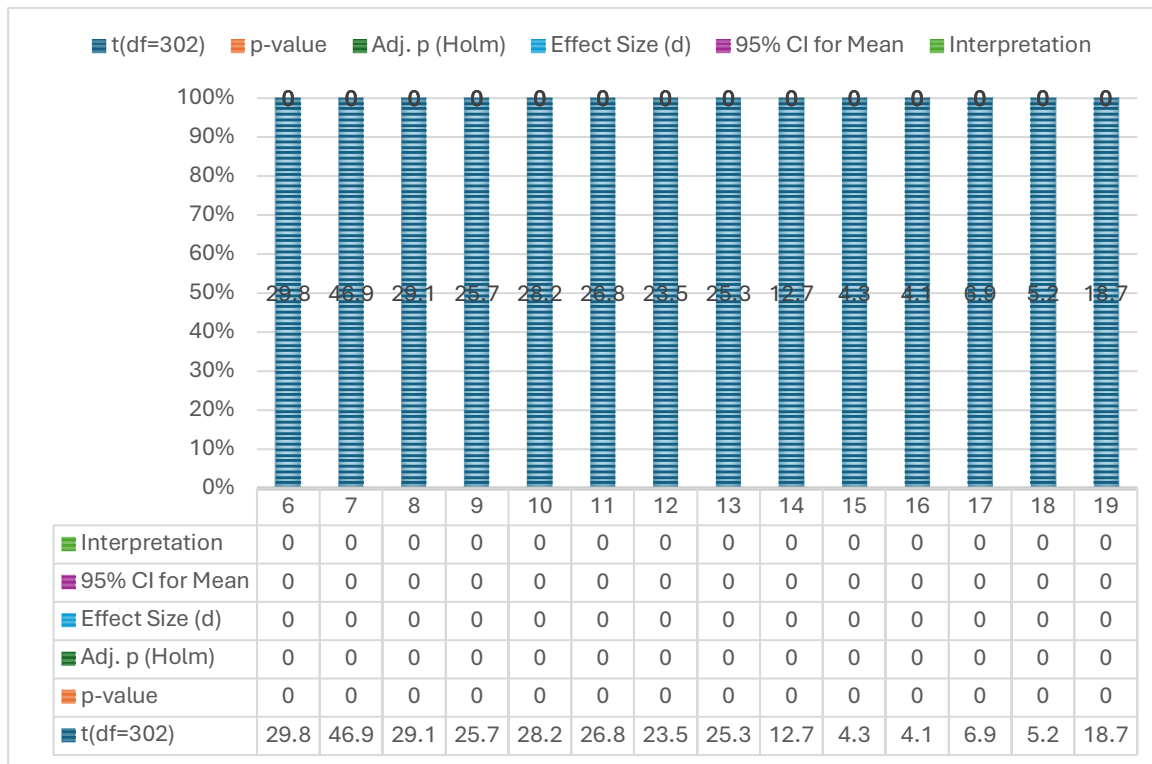 t(df=302) p-value Adj. p (Holm) Effect Size (d) 95% CI for Mean Interpretation
100% 0 0 0 0 0 0 0 0 0 0 0 0 0 0
90%
80%
70%
60%
50% 29.8 46.9 29.1 25.7 28.2 26.8 23.5 25.3 12.7 4.3 4.1 6.9 5.2 18.7
40%
30%
20%
10%
0%
6 7 8 9 10 11 12 13 14 15 16 17 18 19
Interpretation 0 0 0 0 0 0 0 0 0 0 0 0 0 0
95% CI for Mean 0 0 0 0 0 0 0 0 0 0 0 0 0 0
Effect Size (d) 0 0 0 0 0 0 0 0 0 0 0 0 0 0
Adj. p (Holm) 0 0 0 0 0 0 0 0 0 0 0 0 0 0
p-value 0 0 0 0 0 0 0 0 0 0 0 0 0 0
t(df=302) 29.8 46.9 29.1 25.7 28.2 26.8 23.5 25.3 12.7 4.3 4.1 6.9 5.2 18.7